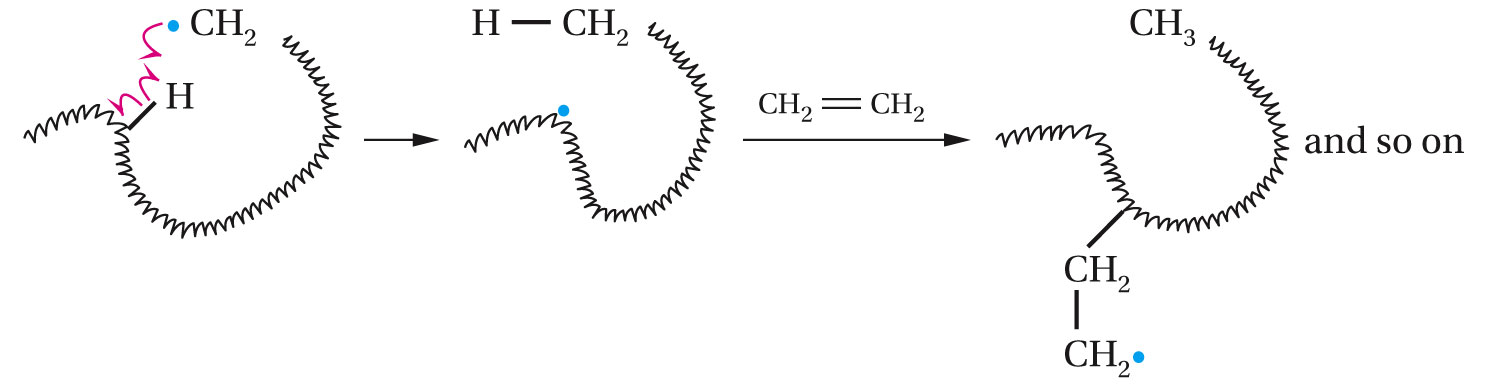 • CH₂
H
H — CH₂
CH₂ = CH₂
CH₃
and so on
CH₂
CH₂•